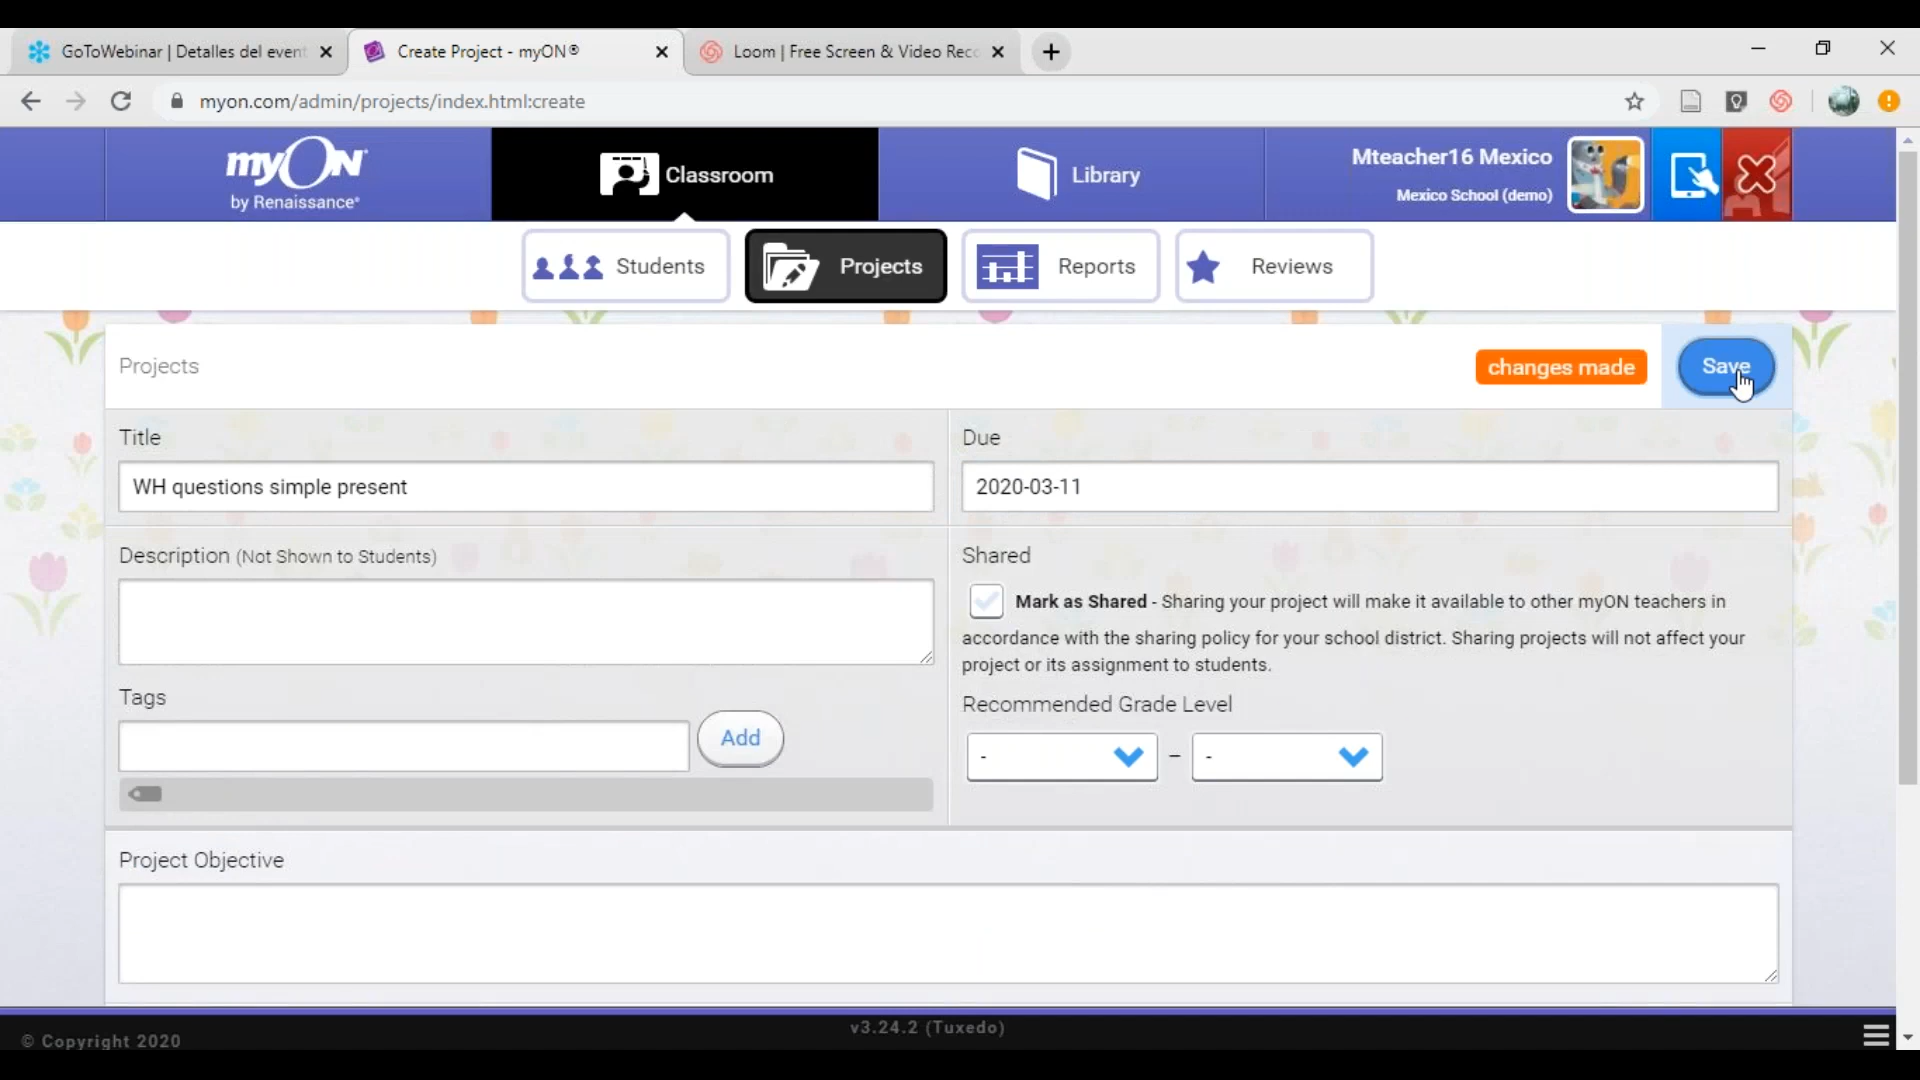 GoToWebinar | Detalles del event
Create Project - myON®
Loom | Free Screen & Video Reco
myon.com/admin/projects/index.html:create
myON®
by Renaissance®
Classroom
Library
Mteacher16 Mexico
Mexico School (demo)
Students
Projects
Reports
Reviews
Projects
changes made
Save
Title
Due
WH questions simple present
2020-03-11
Description (Not Shown to Students)
Shared
Mark as Shared - Sharing your project will make it available to other myON teachers in
accordance with the sharing policy for your school district. Sharing projects will not affect your
project or its assignment to students.
Tags
Add
Recommended Grade Level
-
–
-
Project Objective
© Copyright 2020
v3.24.2 (Tuxedo)